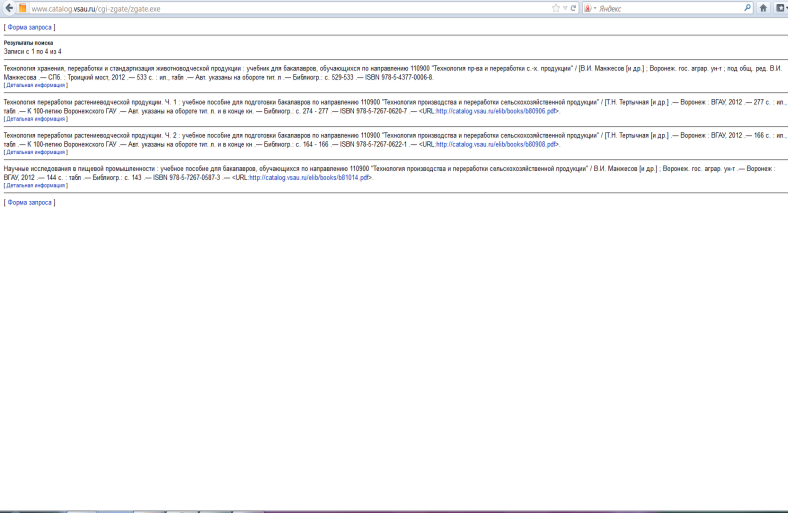 www.catalog.vsau.ru/cgi-zgate/zgate.exe
Яндекс
[ Форма запроса ]
Результаты поиска
Записи с 1 по 4 из 4
Технология хранения, переработки и стандартизация животноводческой продукции : учебник для бакалавров, обучающихся по направлению 110900 "Технология пр-ва и переработки с.-х. продукции" / [В.И. Манжесов [и др.] ; Воронеж. гос. аграр. ун-т ; под общ. ред. В.И.
Манжесова .— СПб. : Троицкий мост, 2012 .— 533 с. : ил., табл .— Авт. указаны на обороте тит. л .— Библиогр.: с. 529-533 .— ISBN 978-5-4377-0006-8.
[ Детальная информация ]
Технология переработки растениеводческой продукции. Ч. 1 : учебное пособие для подготовки бакалавров по направлению 110900 "Технология производства и переработки сельскохозяйственной продукции" / [Т.Н. Тертычная [и др.] .— Воронеж : ВГАУ, 2012 .— 277 с. : ил.,
табл .— К 100-летию Воронежского ГАУ .— Авт. указаны на обороте тит. л. и в конце кн .— Библиогр.: с. 274 - 277 .— ISBN 978-5-7267-0620-7 .— <URL:http://catalog.vsau.ru/elib/books/b80906.pdf>.
[ Детальная информация ]
Технология переработки растениеводческой продукции. Ч. 2 : учебное пособие для подготовки бакалавров по направлению 110900 "Технология производства и переработки сельскохозяйственной продукции" / [Т.Н. Тертычная [и др.] .— Воронеж : ВГАУ, 2012 .— 166 с. : ил.,
табл .— К 100-летию Воронежского ГАУ .— Авт. указаны на обороте тит. л. и в конце кн .— Библиогр.: с. 164 - 166 .— ISBN 978-5-7267-0622-1 .— <URL:http://catalog.vsau.ru/elib/books/b80908.pdf>.
[ Детальная информация ]
Научные исследования в пищевой промышленности : учебное пособие для бакалавров, обучающихся по направлению 110900 "Технология производства и переработки сельскохозяйственной продукции" / В.И. Манжесов [и др.] ; Воронеж. гос. аграр. ун-т .— Воронеж :
ВГАУ, 2012 .— 144 с. : табл .— Библиогр.: с. 143 .— ISBN 978-5-7267-0587-3 .— <URL:http://catalog.vsau.ru/elib/books/b81014.pdf>.
[ Детальная информация ]
[ Форма запроса ]